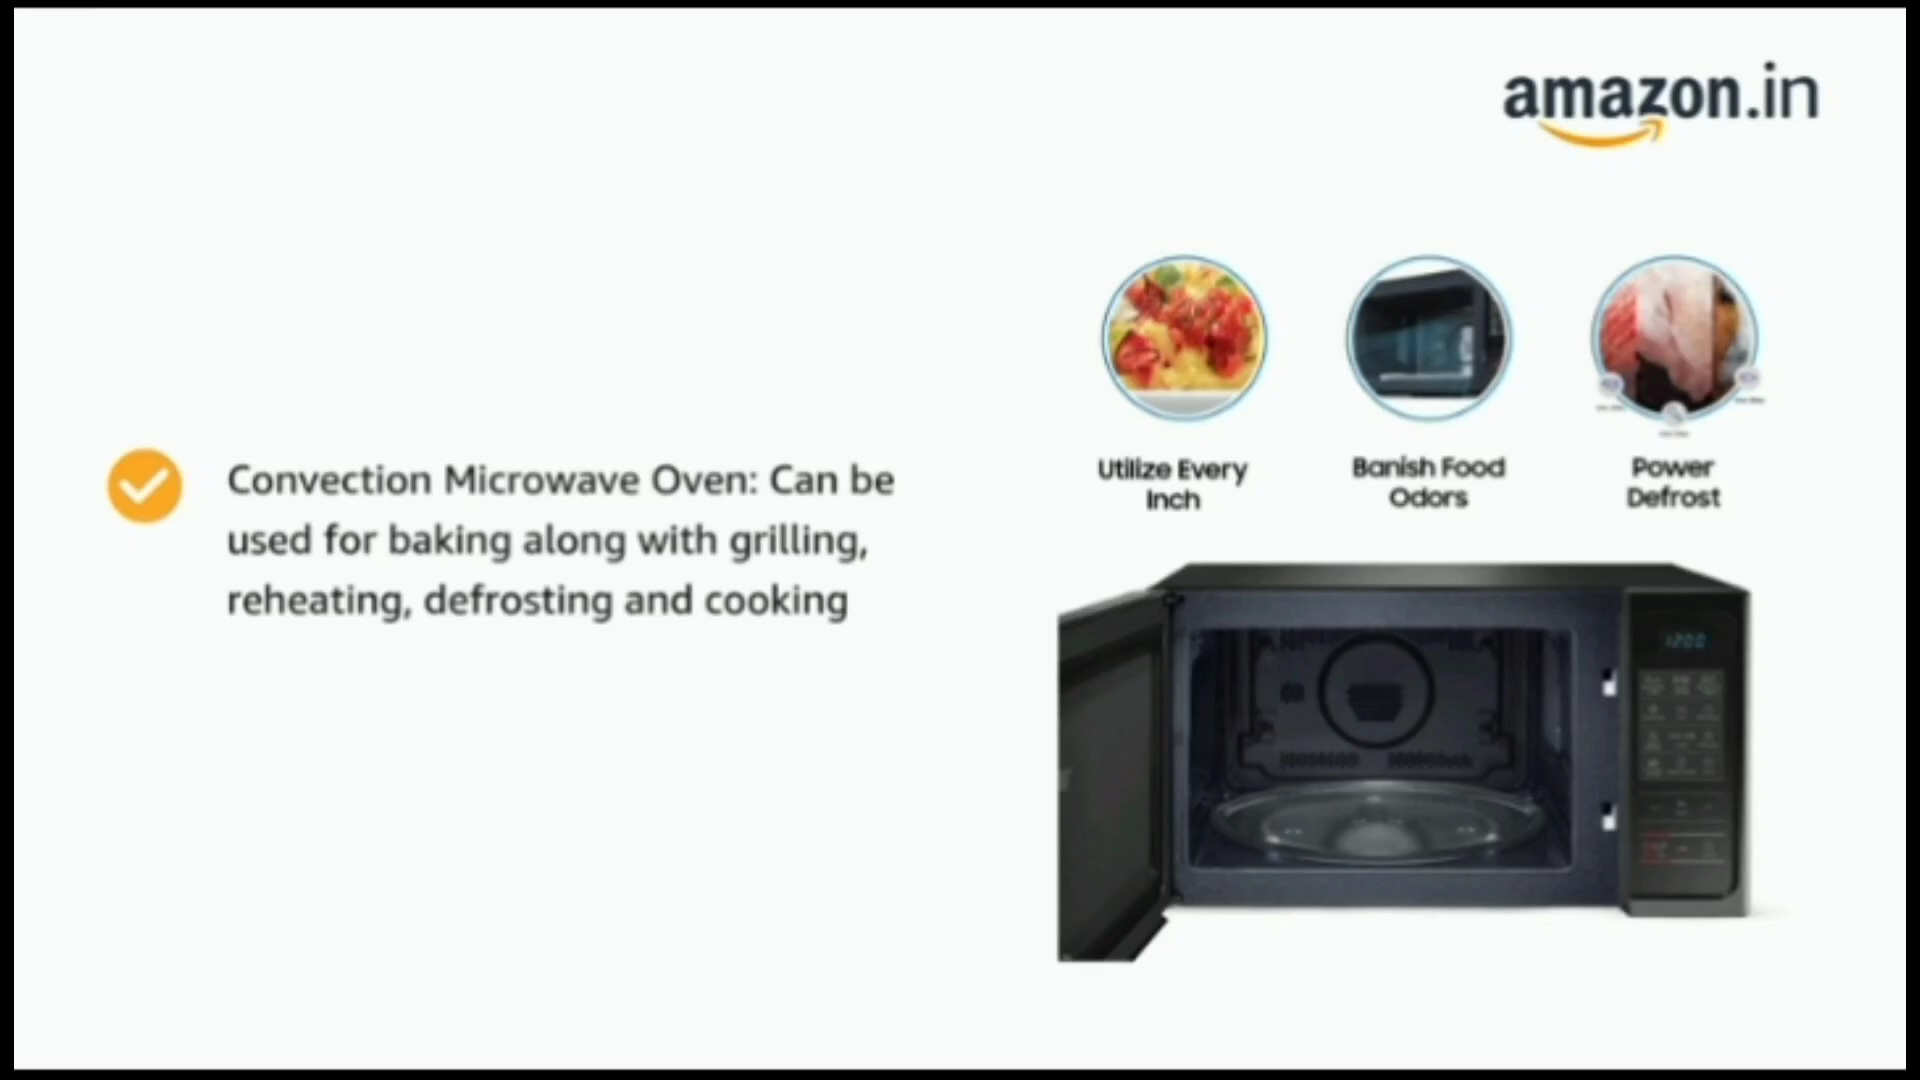 amazon.in
Convection Microwave Oven: Can be
used for baking along with grilling,
reheating, defrosting and cooking
Utilize Every
Inch
Banish Food
Odors
Power
Defrost
1200